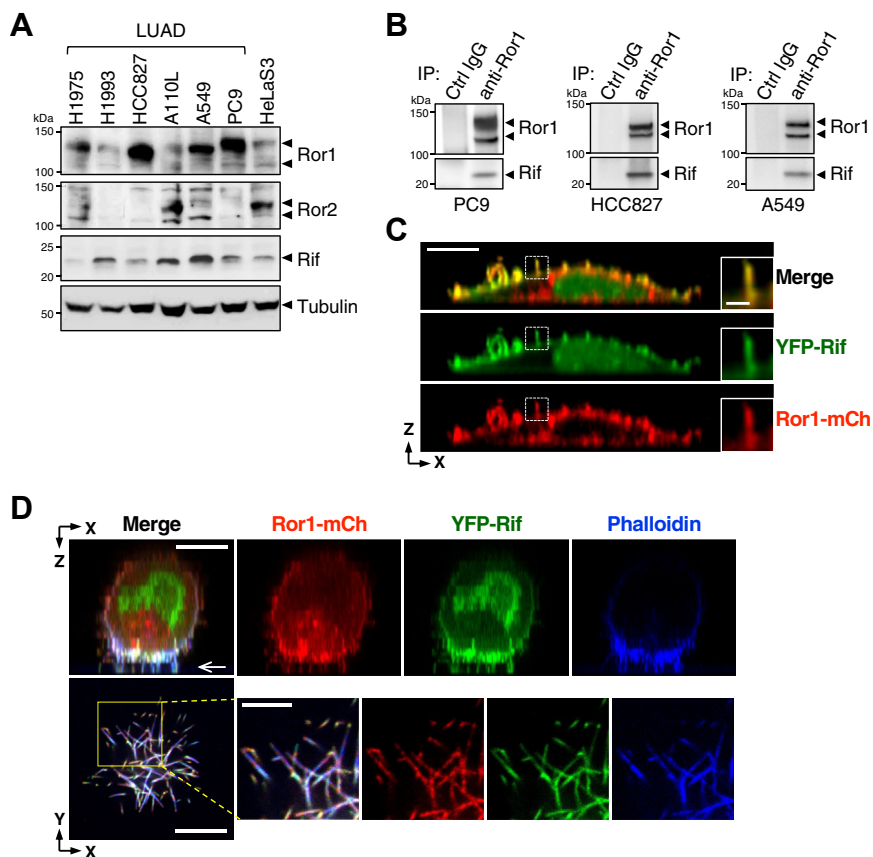 A
LUAD
H1975
H1993
HCC827
A110L
A549
PC9
HeLaS3
kDa
150
100
Ror1
150
100
Ror2
25
20
Rif
50
Tubulin
B
IP:
Ctrl IgG
anti-Ror1
kDa
150
100
Ror1
20
Rif
PC9
IP:
Ctrl IgG
anti-Ror1
kDa
150
100
Ror1
20
Rif
HCC827
IP:
Ctrl IgG
anti-Ror1
kDa
150
100
Ror1
20
Rif
A549
C
Merge
YFP-Rif
Ror1-mCh
Z
X
D
X
Z
Merge
Ror1-mCh
YFP-Rif
Phalloidin
Y
X